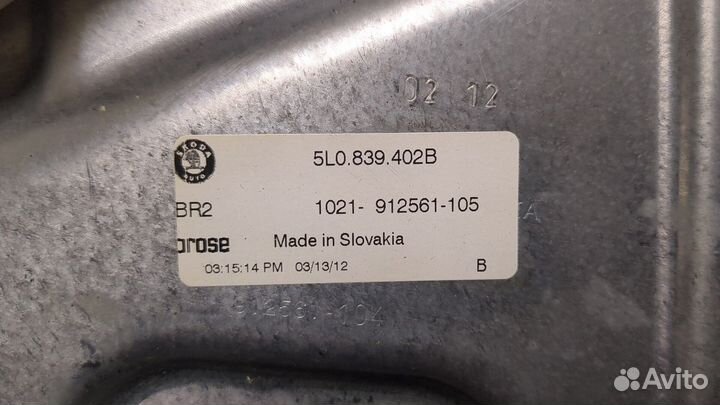 02 12
ŠKODA
AUTO
5L0.839.402B
BR2 1021- 912561-105
brose Made in Slovakia
03:15:14 PM 03/13/12 B
Avito